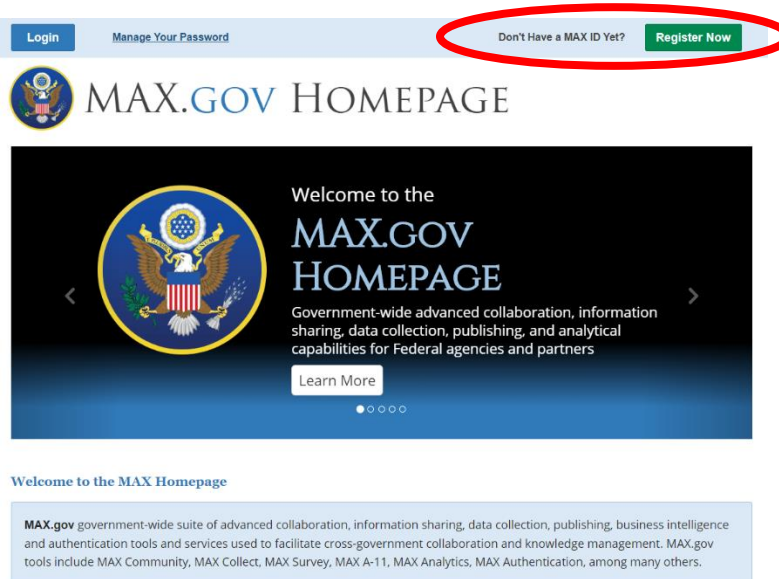 Login Manage Your Password Don't Have a MAX ID Yet? Register Now
MAX.GOV HOMEPAGE
Welcome to the
MAX.GOV
HOMEPAGE
Government-wide advanced collaboration, information
sharing, data collection, publishing, and analytical
capabilities for Federal agencies and partners
Learn More
Welcome to the MAX Homepage
MAX.gov government-wide suite of advanced collaboration, information sharing, data collection, publishing, business intelligence
and authentication tools and services used to facilitate cross-government collaboration and knowledge management. MAX.gov
tools include MAX Community, MAX Collect, MAX Survey, MAX A-11, MAX Analytics, MAX Authentication, among many others.